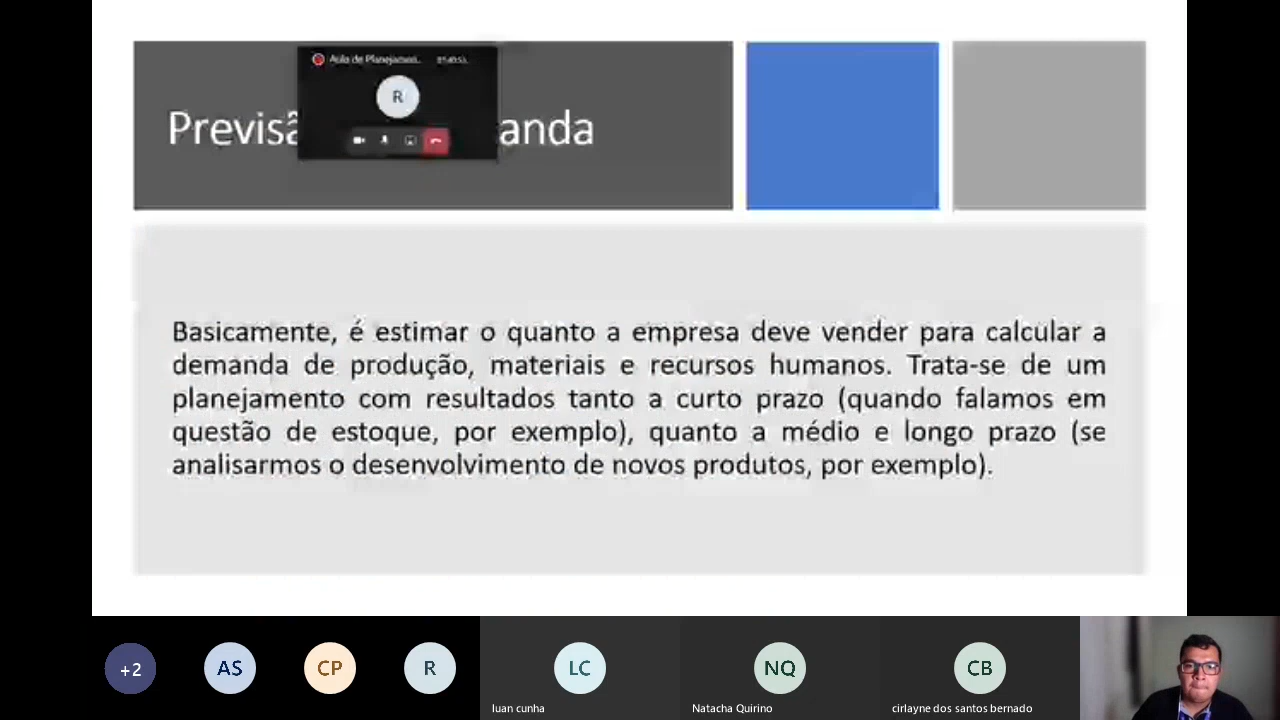 Aula de Planejamen...
R
Previsã anda
Basicamente, é estimar o quanto a empresa deve vender para calcular a
demanda de produção, materiais e recursos humanos. Trata-se de um
planejamento com resultados tanto a curto prazo (quando falamos em
questão de estoque, por exemplo), quanto a médio e longo prazo (se
analisarmos o desenvolvimento de novos produtos, por exemplo).
+2 AS CP R LC NQ CB
luan cunha Natacha Quirino cirlayne dos santos bernado